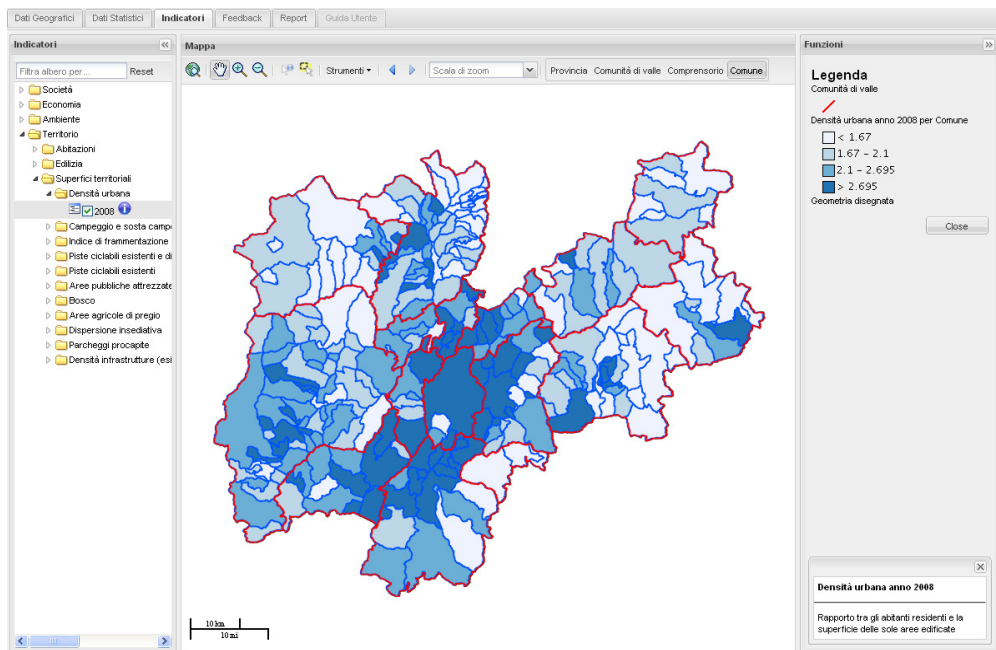 Dati Geografici Dati Statistici Indicatori Feedback Report Guida Utente
Indicatori
Filtra albero per... Reset
Società
Economia
Ambiente
Territorio
Abitazioni
Edilizia
Superfici territoriali
Densità urbana
2008
Campeggio e sosta camp
Indice di frammentazione
Piste ciclabili esistenti e di
Piste ciclabili esistenti
Aree pubbliche attrezzate
Bosco
Aree agricole di pregio
Dispersione insediativa
Parcheggi procapite
Densità infrastrutture (esi
Mappa
Strumenti Scala di zoom Provincia Comunità di valle Comprensorio Comune
10 km
10 mi
Funzioni
Legenda
Comunità di valle
Densità urbana anno 2008 per Comune
< 1.67
1.67 - 2.1
2.1 - 2.695
> 2.695
Geometria disegnata
Close
Densità urbana anno 2008
Rapporto tra gli abitanti residenti e la
superficie delle sole aree edificate